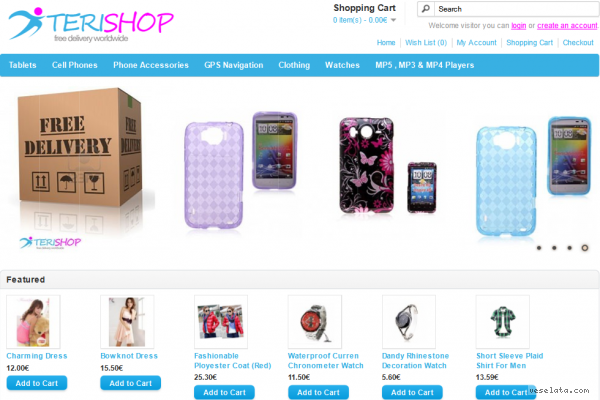 TERISHOP
free delivery worldwide
Shopping Cart
0 item(s) - 0.00€
Search
Welcome visitor you can login or create an account.
Home
Wish List (0)
My Account
Shopping Cart
Checkout
Tablets
Cell Phones
Phone Accessories
GPS Navigation
Clothing
Watches
MP5 , MP3 & MP4 Players
FREE
DELIVERY
TERISHOP
Featured
Charming Dress
12.00€
Add to Cart
Bowknot Dress
15.50€
Add to Cart
Fashionable
Ployester Coat (Red)
25.30€
Add to Cart
Waterproof Curren
Chronometer Watch
11.50€
Add to Cart
Dandy Rhinestone
Decoration Watch
5.60€
Add to Cart
Short Sleeve Plaid
Shirt For Men
13.59€
Add to Cart
weselata.com